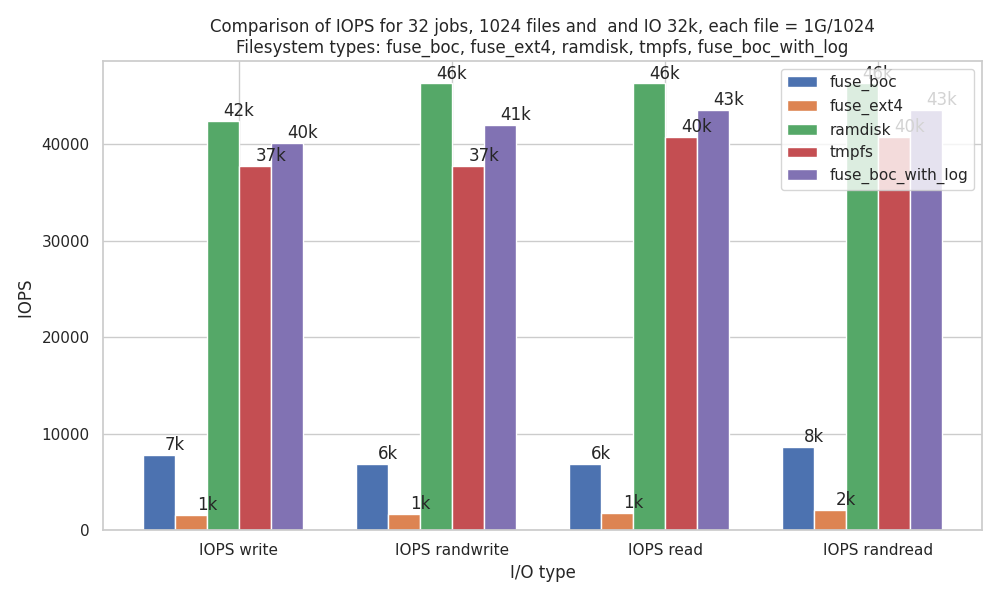 Comparison of IOPS for 32 jobs, 1024 files and  and IO 32k, each file = 1G/1024
Filesystem types: fuse_boc, fuse_ext4, ramdisk, tmpfs, fuse_boc_with_log
fuse_boc
fuse_ext4
ramdisk
tmpfs
fuse_boc_with_log
IOPS
40000
30000
20000
10000
0
7k
1k
42k
37k
40k
6k
1k
46k
37k
41k
6k
1k
46k
40k
43k
8k
2k
46k
40k
43k
IOPS write
IOPS randwrite
IOPS read
IOPS randread
I/O type